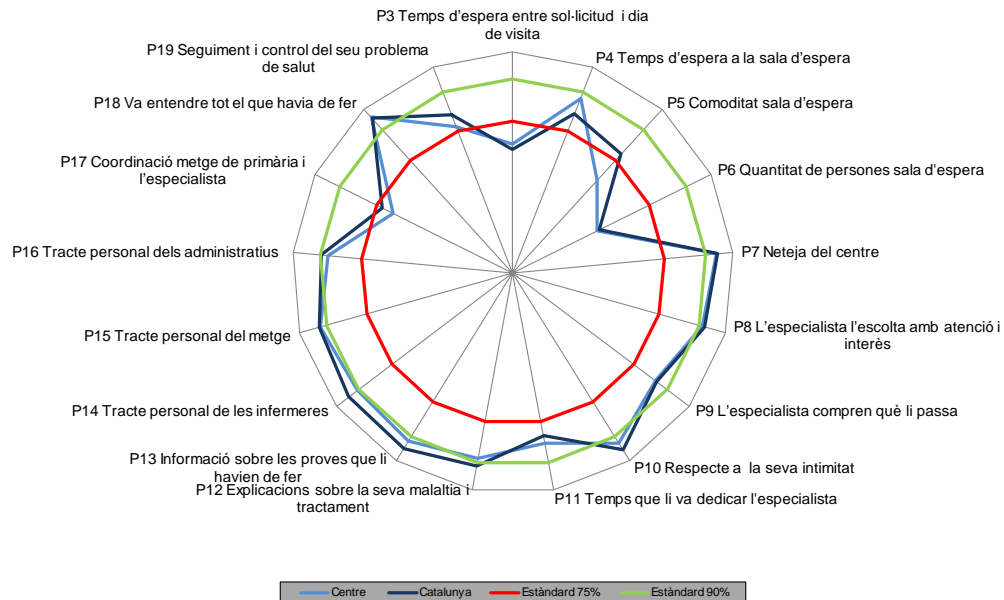 P3 Temps d'espera entre sol·licitud i dia
de visita
P4 Temps d'espera a la sala d'espera
P5 Comoditat sala d'espera
P6 Quantitat de persones sala d'espera
P7 Neteja del centre
P8 L'especialista l'escolta amb atenció i
interès
P9 L'especialista compren què li passa
P10 Respecte a la seva intimitat
P11 Temps que li va dedicar l'especialista
P12 Explicacions sobre la seva malaltia i
tractament
P13 Informació sobre les proves que li
havien de fer
P14 Tracte personal de les infermeres
P15 Tracte personal del metge
P16 Tracte personal dels administratius
P17 Coordinació metge de primària i
l'especialista
P18 Va entendre tot el que havia de fer
P19 Seguiment i control del seu problema
de salut
Centre Catalunya Estàndard 75% Estàndard 90%